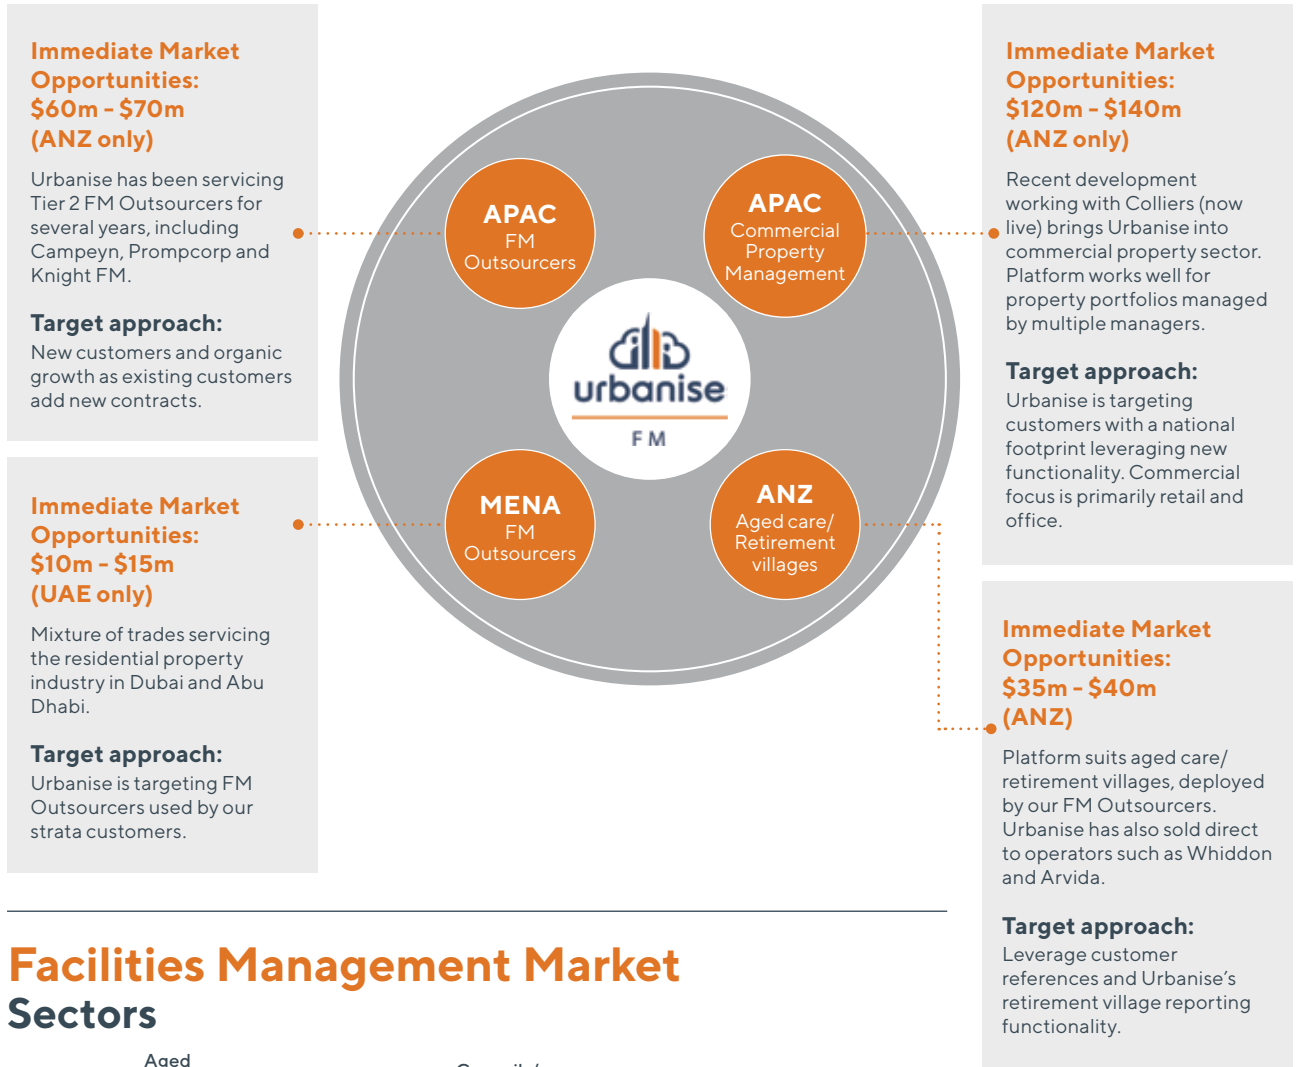 Immediate Market
Opportunities:
$60m - $70m
(ANZ only)
Urbanise has been servicing
Tier 2 FM Outsourcers for
several years, including
Campeyn, Prompcorp and
Knight FM.
Target approach:
New customers and organic
growth as existing customers
add new contracts.
Immediate Market
Opportunities:
$10m - $15m
(UAE only)
Mixture of trades servicing
the residential property
industry in Dubai and Abu
Dhabi.
Target approach:
Urbanise is targeting FM
Outsourcers used by our
strata customers.
APAC
FM
Outsourcers
APAC
Commercial
Property
Management
urbanise
FM
MENA
FM
Outsourcers
ANZ
Aged care/
Retirement
villages
Immediate Market
Opportunities:
$120m - $140m
(ANZ only)
Recent development
working with Colliers (now
live) brings Urbanise into
commercial property sector.
Platform works well for
property portfolios managed
by multiple managers.
Target approach:
Urbanise is targeting
customers with a national
footprint leveraging new
functionality. Commercial
focus is primarily retail and
office.
Immediate Market
Opportunities:
$35m - $40m
(ANZ)
Platform suits aged care/
retirement villages, deployed
by our FM Outsourcers.
Urbanise has also sold direct
to operators such as Whiddon
and Arvida.
Target approach:
Leverage customer
references and Urbanise's
retirement village reporting
functionality.
Facilities Management Market
Sectors
Aged